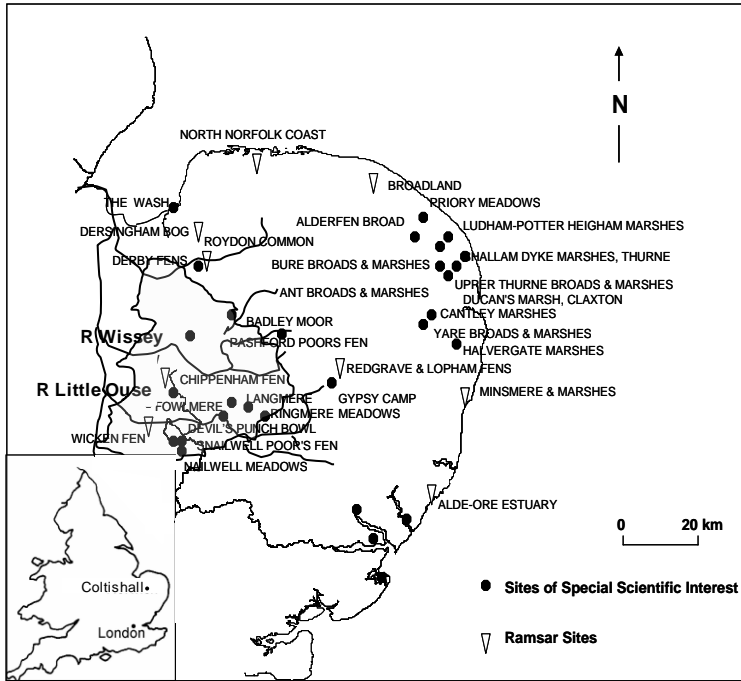 N
NORTH NORFOLK COAST
BROADLAND
THE WASH
PRIORY MEADOWS
ALDERFEN BROAD
LUDHAM-POTTER HEIGHAM MARSHES
DERSINGHAM BOG
ROYDON COMMON
SHALLAM DYKE MARSHES, THURNE
DERBY FENS
BURE BROADS & MARSHES
UPPER THURNE BROADS & MARSHES
ANT BROADS & MARSHES
DUCAN'S MARSH, CLAXTON
CANTLEY MARSHES
BADLEY MOOR
R Wissey
YARE BROADS & MARSHES
PASHFORD POORS FEN
HALVERGATE MARSHES
REDGRAVE & LOPHAM FENS
CHIPPENHAM FEN
R Little Ouse
MINSMERE & MARSHES
GYPSY CAMP
LANGMERE
FOWLMERE
RINGMERE MEADOWS
DEVIL'S PUNCH BOWL
WICKEN FEN
SNAILWELL POOR'S FEN
NAILWELL MEADOWS
ALDE-ORE ESTUARY
0 20 km
Coltishall
London
Sites of Special Scientific Interest
Ramsar Sites